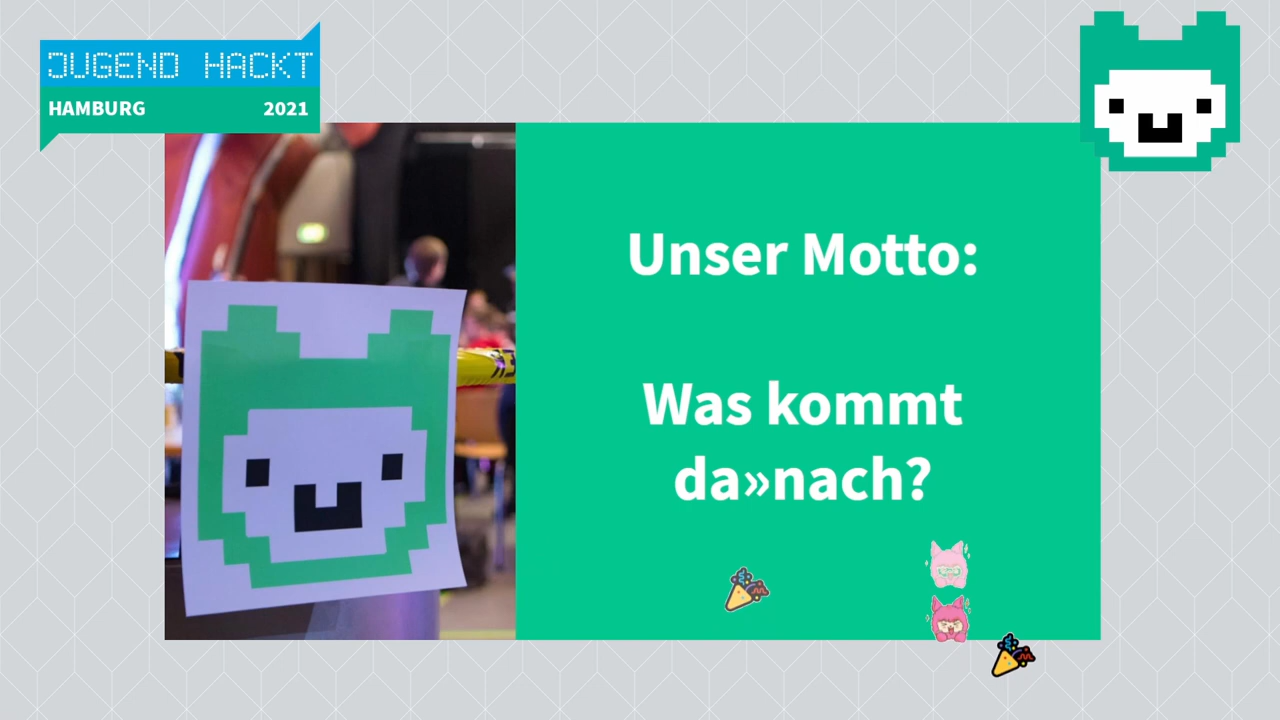 JUGEND HACKT
HAMBURG 2021
Unser Motto:
Was kommt
da»nach?